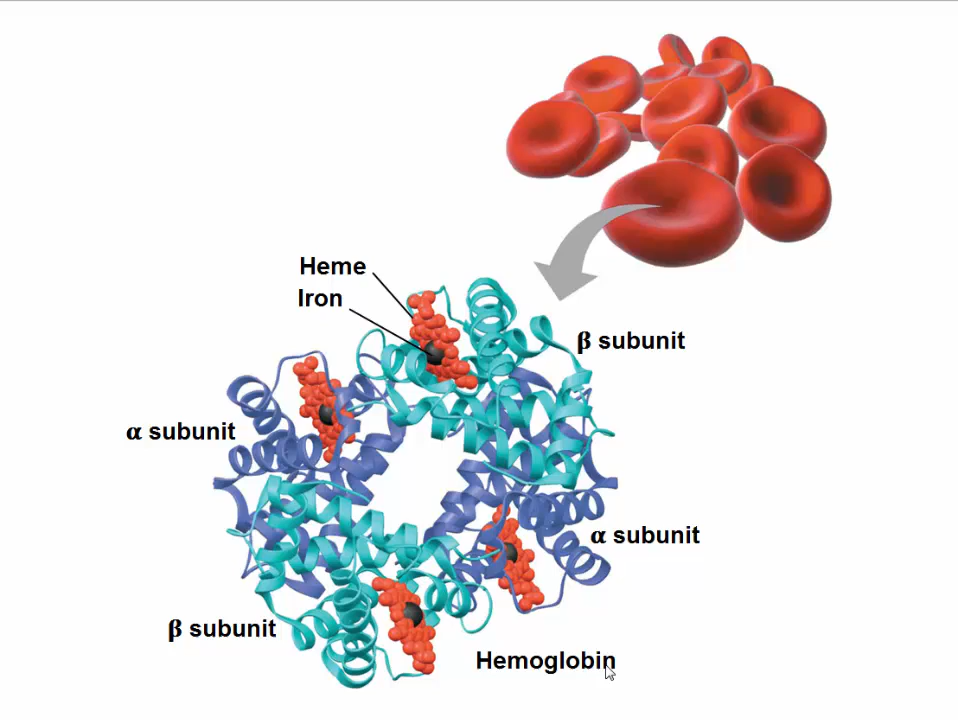 Heme
Iron
β subunit
α subunit
α subunit
β subunit
Hemoglobin